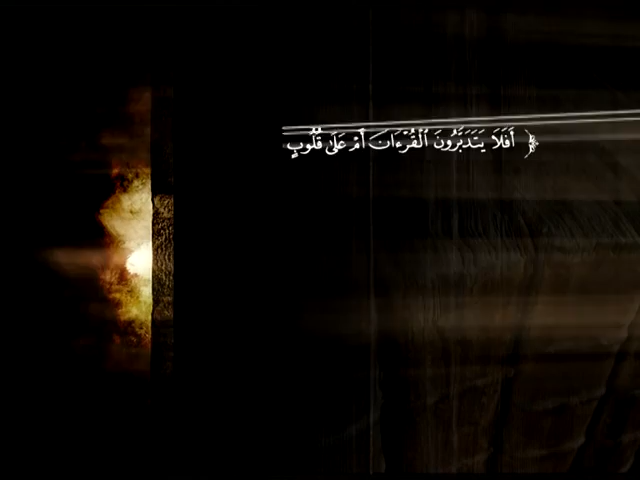 ﴿ أَفَلَا يَتَدَبَّرُونَ ٱلْقُرْءَانَ أَمْ عَلَىٰ قُلُوبٍ